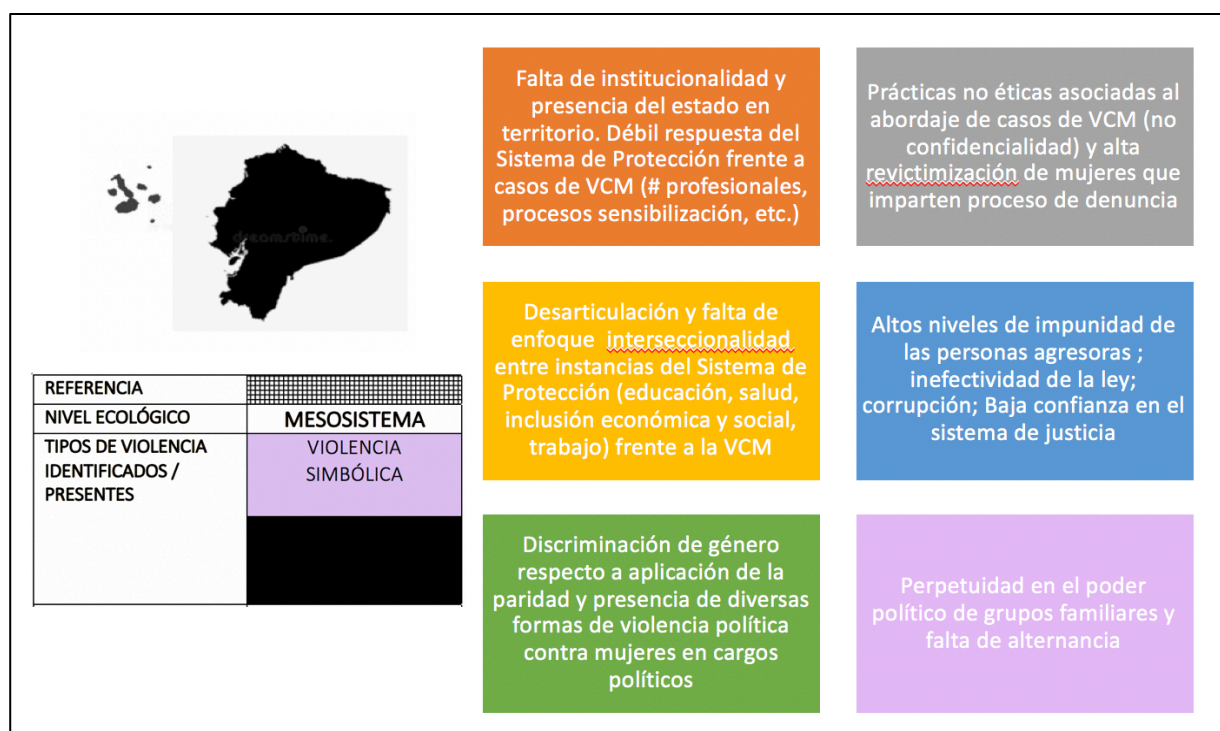 dreamstime.
REFERENCIA
NIVEL ECOLÓGICO
MESOSISTEMA
TIPOS DE VIOLENCIA
IDENTIFICADOS /
PRESENTES
VIOLENCIA
SIMBÓLICA
Falta de institucionalidad y
presencia del estado en
territorio. Débil respuesta del
Sistema de Protección frente a
casos de VCM (# profesionales,
procesos sensibilización, etc.)
Prácticas no éticas asociadas al
abordaje de casos de VCM (no
confidencialidad) y alta
revictimización de mujeres que
imparten proceso de denuncia
Desarticulación y falta de
enfoque interseccionalidad
entre instancias del Sistema de
Protección (educación, salud,
inclusión económica y social,
trabajo) frente a la VCM
Altos niveles de impunidad de
las personas agresoras ;
inefectividad de la ley;
corrupción; Baja confianza en el
sistema de justicia
Discriminación de género
respecto a aplicación de la
paridad y presencia de diversas
formas de violencia política
contra mujeres en cargos
políticos
Perpetuidad en el poder
político de grupos familiares y
falta de alternancia